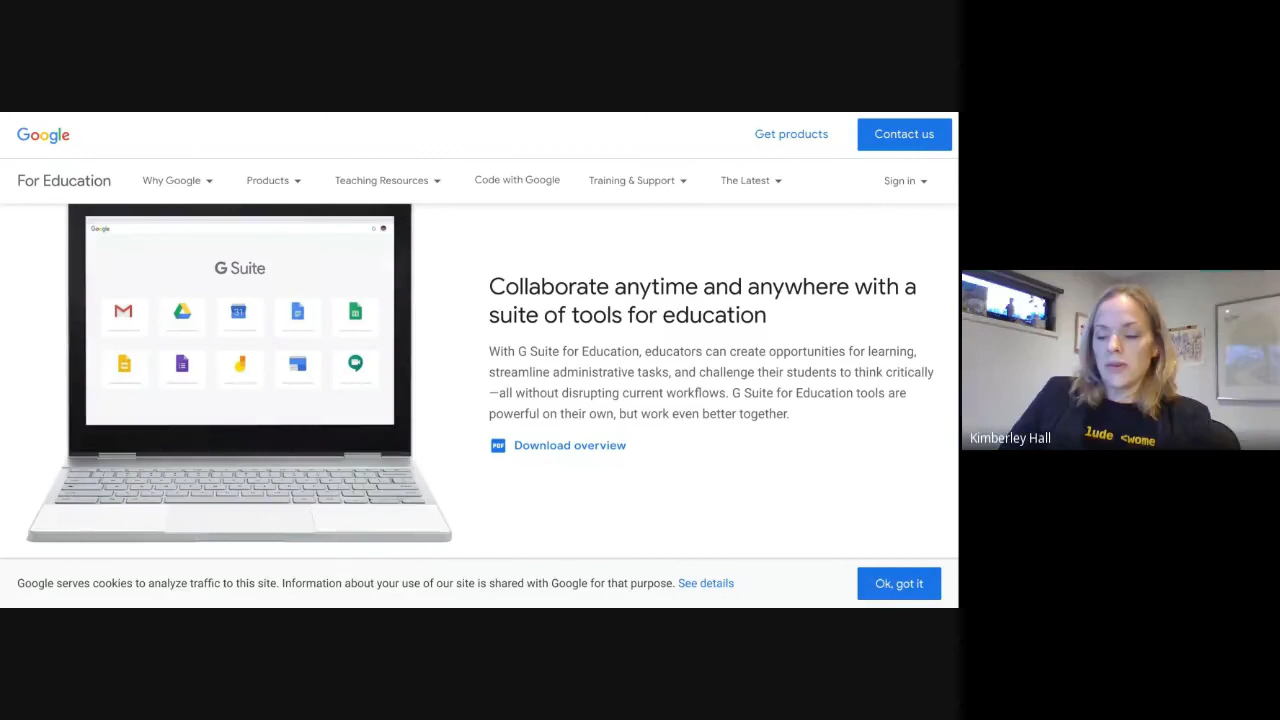 Google
Get products
Contact us
For Education
Why Google
Products
Teaching Resources
Code with Google
Training & Support
The Latest
Sign in
Google
G Suite
31
Collaborate anytime and anywhere with a
suite of tools for education
With G Suite for Education, educators can create opportunities for learning,
streamline administrative tasks, and challenge their students to think critically
—all without disrupting current workflows. G Suite for Education tools are
powerful on their own, but work even better together.
PDF Download overview
Google serves cookies to analyze traffic to this site. Information about your use of our site is shared with Google for that purpose. See details
Ok, got it
lude <wome
Kimberley Hall